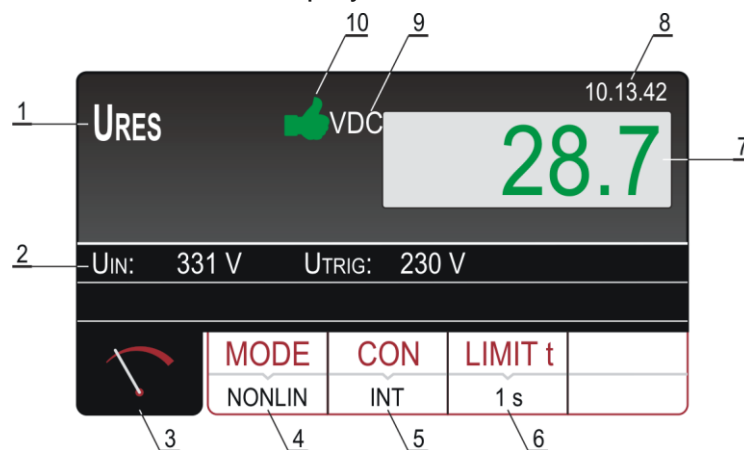 10 9 8
10.13.42
1 URES VDC 28.7 7
2 UIN: 331 V UTRIG: 230 V
MODE CON LIMIT t
NONLIN INT 1 s
3 4 5 6